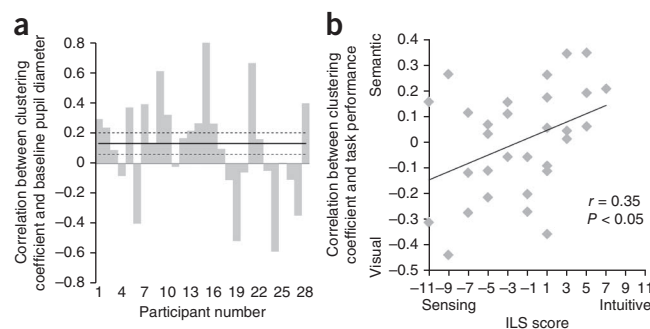 a
Correlation between clustering
coefficient and baseline pupil diameter
0.8
0.6
0.4
0.2
0
−0.2
−0.4
−0.6
−0.8
1 4 7 10 13 16 19 22 25 28
Participant number
b
Correlation between clustering
coefficient and task performance
Visual
Semantic
0.4
0.3
0.2
0.1
0
−0.1
−0.2
−0.3
−0.4
−0.5
r = 0.35
P < 0.05
−11 −9 −7 −5 −3 −1 1 3 5 7 9 11
Sensing
Intuitive
ILS score